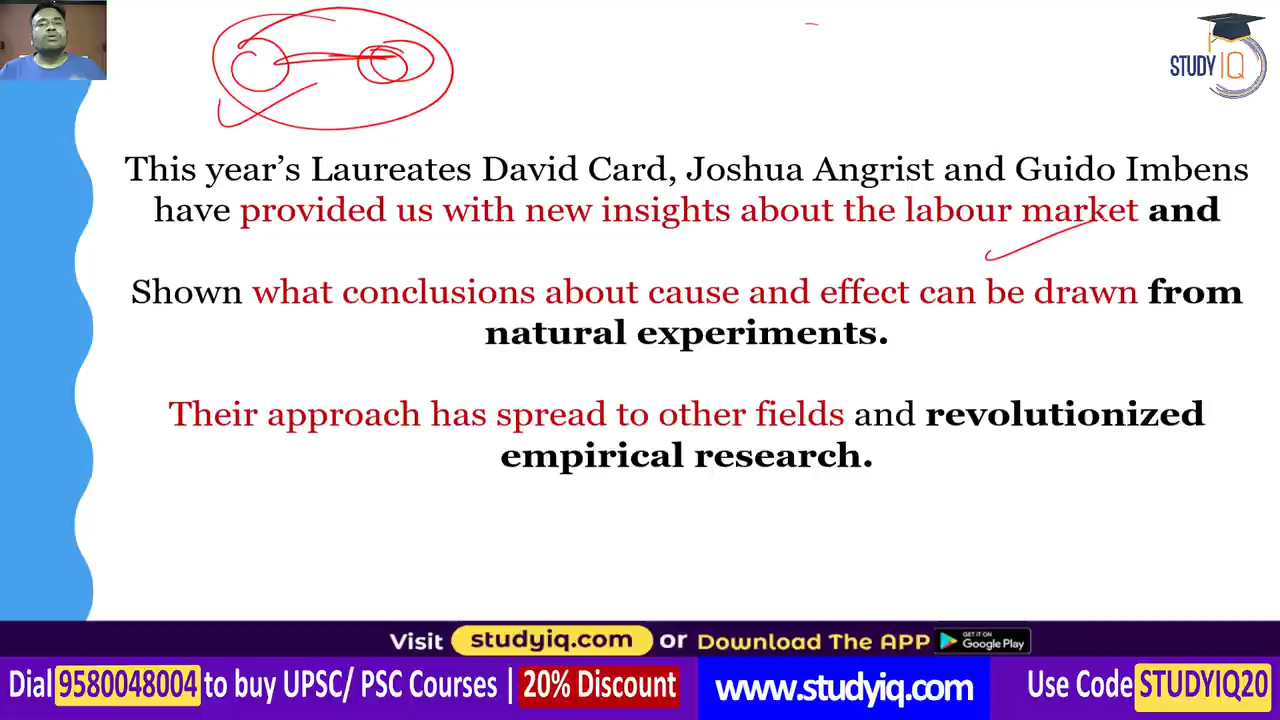 STUDY IQ
This year’s Laureates David Card, Joshua Angrist and Guido Imbens
have provided us with new insights about the labour market and
Shown what conclusions about cause and effect can be drawn from
natural experiments.
Their approach has spread to other fields and revolutionized
empirical research.
Visit studyiq.com or Download The APP GET IT ON Google Play
Dial 9580048004 to buy UPSC/ PSC Courses | 20% Discount www.studyiq.com Use Code STUDYIQ20